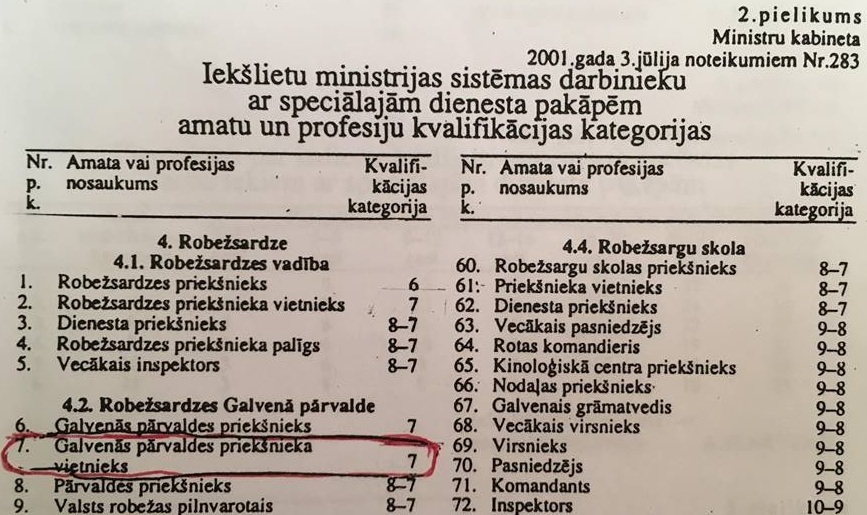 2.pielikums
Ministru kabineta
2001.gada 3.jūlija noteikumiem Nr.283
Iekšlietu ministrijas sistēmas darbinieku
ar speciālajām dienesta pakāpēm
amatu un profesiju kvalifikācijas kategorijas
Nr. Amata vai profesijas Kvalifi-
p. nosaukums kācijas
k. kategorija
4. Robežsardze
4.1. Robežsardzes vadība
1. Robežsardzes priekšnieks 6
2. Robežsardzes priekšnieka vietnieks 7
3. Dienesta priekšnieks 8–7
4. Robežsardzes priekšnieka palīgs 8–7
5. Vecākais inspektors 8–7
4.2. Robežsardzes Galvenā pārvalde
6. Galvenās pārvaldes priekšnieks 7
7. Galvenās pārvaldes priekšnieka
vietnieks 7
8. Pārvaldes priekšnieks 8–7
9. Valsts robežas pilnvarotais 8–7
Nr. Amata vai profesijas Kvalifi-
p. nosaukums kācijas
k. kategorija
4.4. Robežsargu skola
60. Robežsargu skolas priekšnieks 8–7
61. Priekšnieka vietnieks 8–7
62. Dienesta priekšnieks 8–7
63. Vecākais pasniedzējs 9–8
64. Rotas komandieris 9–8
65. Kinoloģiskā centra priekšnieks 9–8
66. Nodaļas priekšnieks 9–8
67. Galvenais grāmatvedis 9–8
68. Vecākais virsnieks 9–8
69. Virsnieks 9–8
70. Pasniedzējs 9–8
71. Komandants 9–8
72. Inspektors 10–9